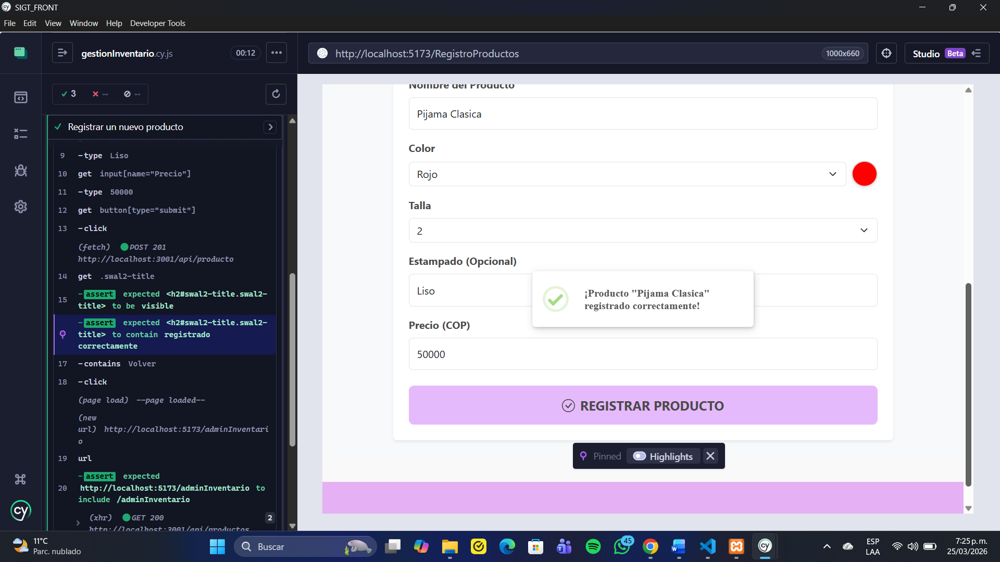 SIGT_FRONT
File Edit View Window Help Developer Tools
gestionInventario.cy.js
00:12
3 -- --
Registrar un nuevo producto
9 -type Liso
10 get input[name="Precio"]
11 -type 50000
12 get button[type="submit"]
13 -click
(fetch) POST 201
http://localhost:3001/api/producto
14 get .swal2-title
15 -assert expected <h2#swal2-title.swal2-
title> to be visible
-assert expected <h2#swal2-title.swal2-
title> to contain registrado
correctamente
17 -contains Volver
18 -click
(page load) --page loaded--
(new
url) http://localhost:5173/adminInventari
o
19 url
-assert expected
20 http://localhost:5173/adminInventario to
include /adminInventario
(xhr) GET 200 2
http://localhost:3001/api/productos
http://localhost:5173/RegistroProductos
1000x660
Studio Beta
Nombre del Producto
Pijama Clasica
Color
Rojo
Talla
2
Estampado (Opcional)
Liso
¡Producto "Pijama Clasica"
registrado correctamente!
Precio (COP)
50000
REGISTRAR PRODUCTO
Pinned Highlights
cy
11°C
Parc. nublado
Buscar
45
ESP
LAA
7:25 p. m.
25/03/2026